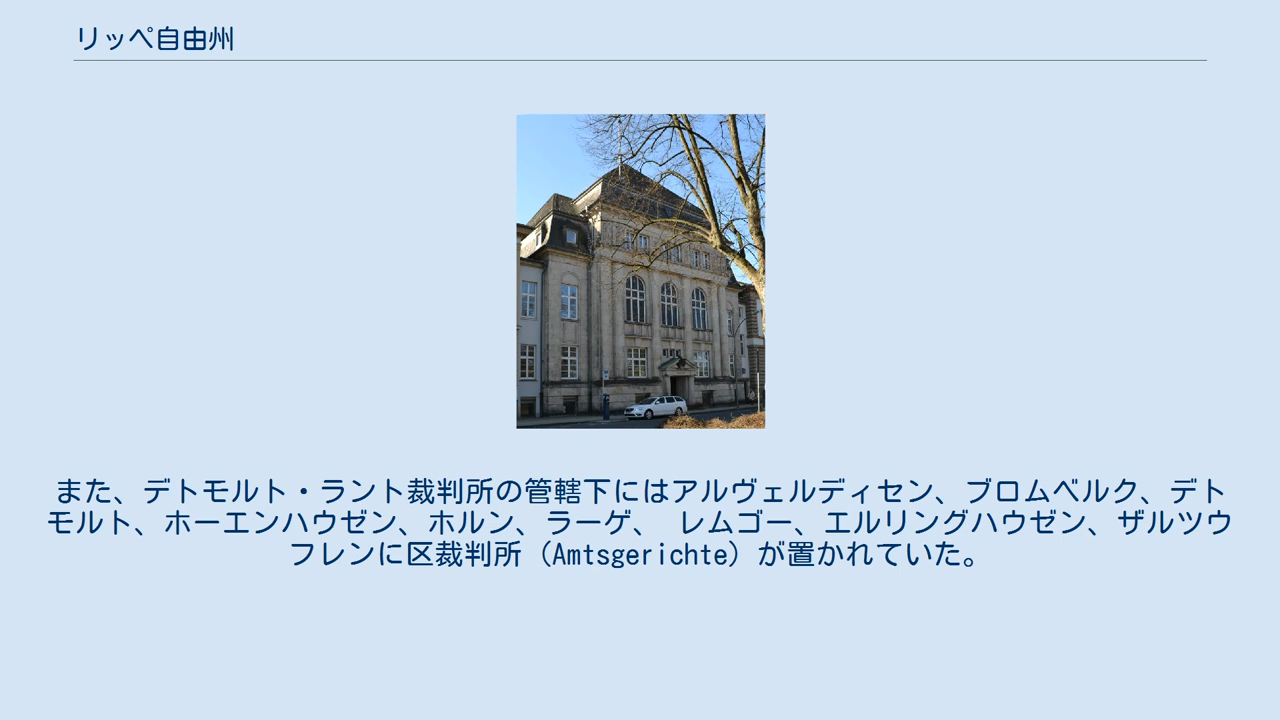 リッペ自由州
また、デトモルト・ラント裁判所の管轄下にはアルヴェルディセン、ブロムベルク、デト
モルト、ホーエンハウゼン、ホルン、ラーゲ、 レムゴー、エルリングハウゼン、ザルツウ
フレンに区裁判所（Amtsgerichte）が置かれていた。